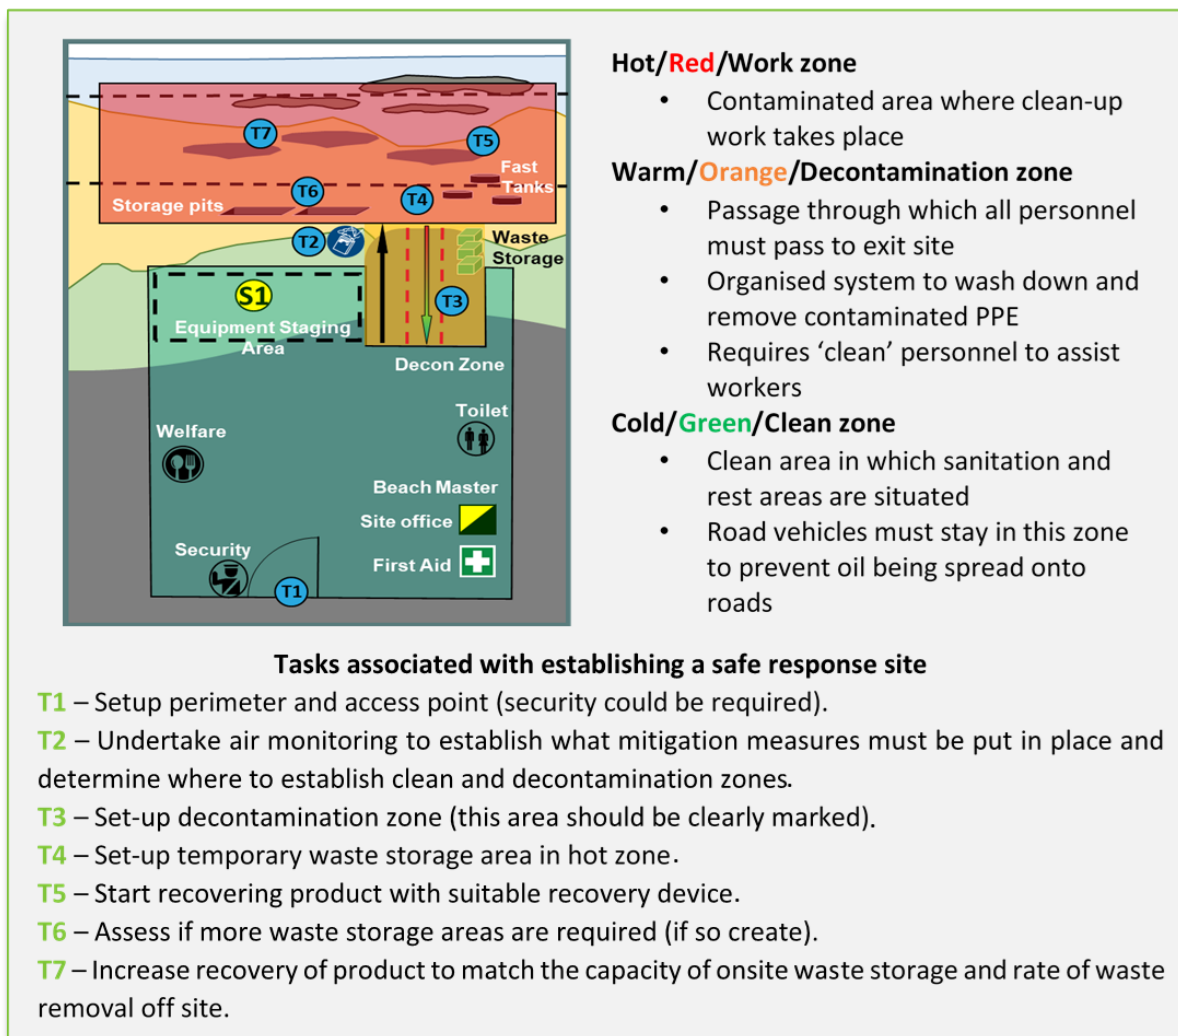 T7
T5
Fast
Tanks
T6
T4
Storage pits
T2
Waste
Storage
S1
T3
Equipment Staging
Area
Decon Zone
Toilet
Welfare
Beach Master
Site office
Security
First Aid
T1
Hot/Red/Work zone
• Contaminated area where clean-up
work takes place
Warm/Orange/Decontamination zone
• Passage through which all personnel
must pass to exit site
• Organised system to wash down and
remove contaminated PPE
• Requires ‘clean’ personnel to assist
workers
Cold/Green/Clean zone
• Clean area in which sanitation and
rest areas are situated
• Road vehicles must stay in this zone
to prevent oil being spread onto
roads
Tasks associated with establishing a safe response site
T1 – Setup perimeter and access point (security could be required).
T2 – Undertake air monitoring to establish what mitigation measures must be put in place and
determine where to establish clean and decontamination zones.
T3 – Set-up decontamination zone (this area should be clearly marked).
T4 – Set-up temporary waste storage area in hot zone.
T5 – Start recovering product with suitable recovery device.
T6 – Assess if more waste storage areas are required (if so create).
T7 – Increase recovery of product to match the capacity of onsite waste storage and rate of waste
removal off site.